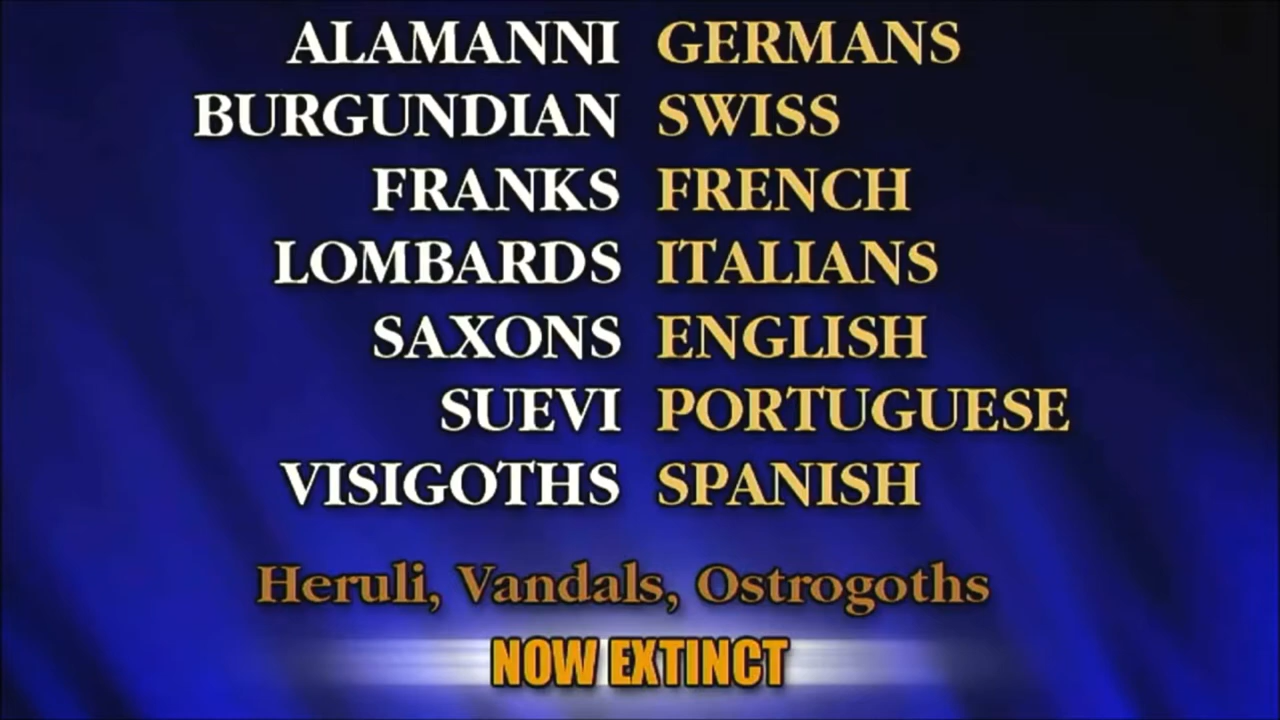 ALAMANNI GERMANS
BURGUNDIAN SWISS
FRANKS FRENCH
LOMBARDS ITALIANS
SAXONS ENGLISH
SUEVI PORTUGUESE
VISIGOTHS SPANISH
Heruli, Vandals, Ostrogoths
NOW EXTINCT